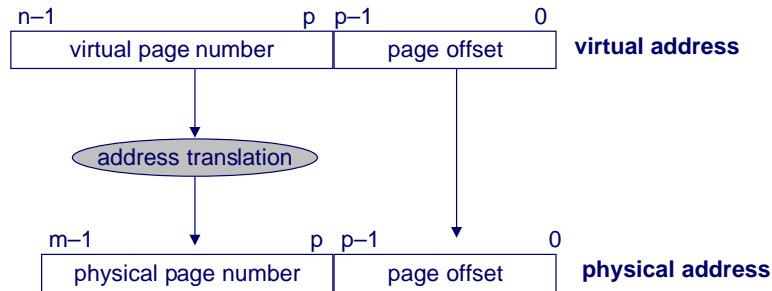 n–1 p p–1 0
virtual page number page offset virtual address
address translation
m–1 p p–1 0
physical page number page offset physical address